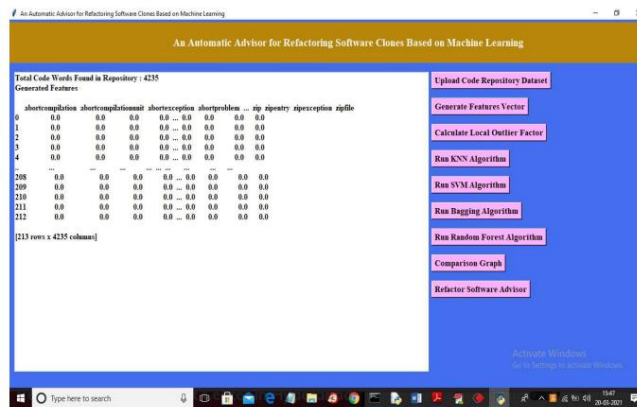 An Automatic Advisor for Refactoring Software Clones Based on Machine Learning
An Automatic Advisor for Refactoring Software Clones Based on Machine Learning
Total Code Words Found in Repository : 4235
Generated Features
abortcompilation abortcompilationunit abortexception abortproblem ... zip zipentry zipexception zipfile
0 0.0 0.0 0.0 0.0 ... 0.0 0.0 0.0 0.0
1 0.0 0.0 0.0 0.0 ... 0.0 0.0 0.0 0.0
2 0.0 0.0 0.0 0.0 ... 0.0 0.0 0.0 0.0
3 0.0 0.0 0.0 0.0 ... 0.0 0.0 0.0 0.0
4 0.0 0.0 0.0 0.0 ... 0.0 0.0 0.0 0.0
.. ... ... ... ... ... ... ... ... ...
208 0.0 0.0 0.0 0.0 ... 0.0 0.0 0.0 0.0
209 0.0 0.0 0.0 0.0 ... 0.0 0.0 0.0 0.0
210 0.0 0.0 0.0 0.0 ... 0.0 0.0 0.0 0.0
211 0.0 0.0 0.0 0.0 ... 0.0 0.0 0.0 0.0
212 0.0 0.0 0.0 0.0 ... 0.0 0.0 0.0 0.0
[213 rows x 4235 columns]
Upload Code Repository Dataset
Generate Features Vector
Calculate Local Outlier Factor
Run KNN Algorithm
Run SVM Algorithm
Run Bagging Algorithm
Run Random Forest Algorithm
Comparison Graph
Refactor Software Advisor
Activate Windows
Go to Settings to activate Windows.
Type here to search
15:47
20-03-2021